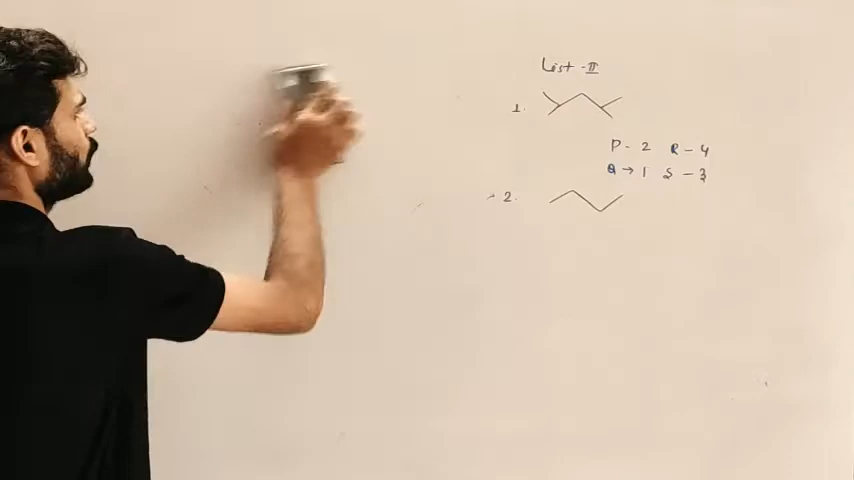 List - II
1.
P - 2 R - 4
Q → 1 S - 3
2.